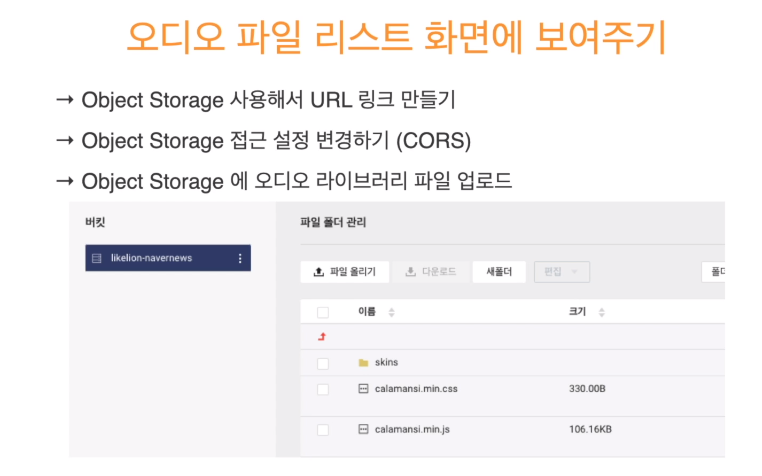 오디오 파일 리스트 화면에 보여주기
→ Object Storage 사용해서 URL 링크 만들기
→ Object Storage 접근 설정 변경하기 (CORS)
→ Object Storage 에 오디오 라이브러리 파일 업로드
버킷
파일 폴더 관리
likelion-navernews
파일 올리기 다운로드 새폴더 편집
이름 크기
skins
calamansi.min.css 330.00B
calamansi.min.js 106.16KB